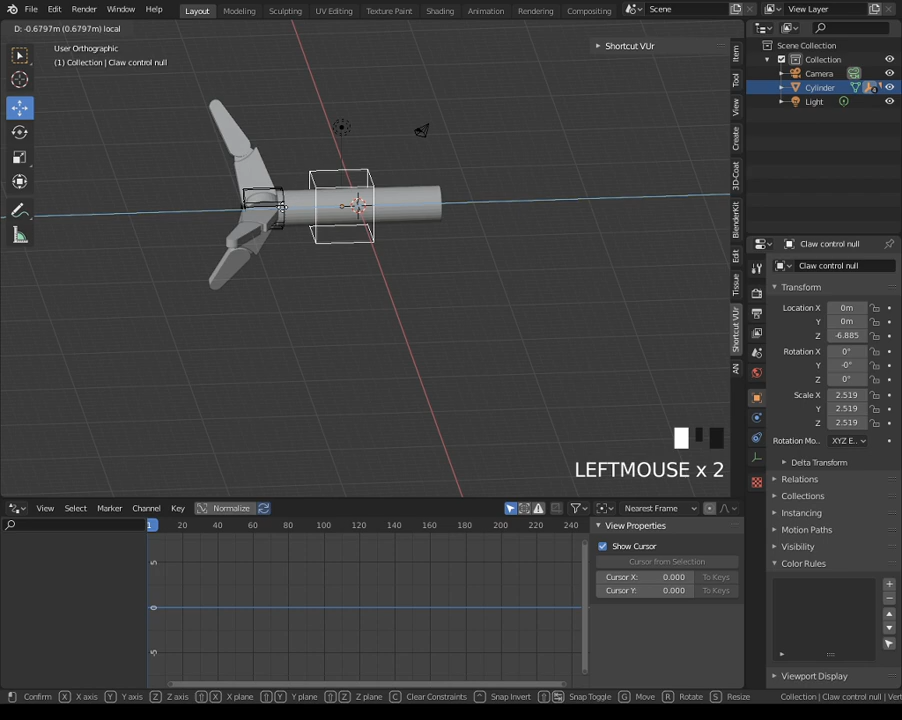 File Edit Render Window Help Layout Modeling Sculpting UV Editing Texture Paint Shading Animation Rendering Compositing Scene View Layer
D: -0.6797m (0.6797m) local
User Orthographic
(1) Collection | Claw control null
Shortcut VUr
Item
Tool
View
Create
3D-Coat
BlenderKit
Edit
Tissue
Shortcut VUr
AN
LEFTMOUSE x 2
Scene Collection
Collection
Camera
Cylinder
Light
Claw control null
Claw control null
Transform
Location X 0m
Y 0m
Z -6.885
Rotation X 0°
Y -0°
Z 0°
Scale X 2.519
Y 2.519
Z 2.519
Rotation Mo.. XYZ E..
Delta Transform
Relations
Collections
Instancing
Motion Paths
Visibility
Color Rules
Viewport Display
View Select Marker Channel Key Normalize Nearest Frame
1 20 40 60 80 100 120 140 160 180 200 220 240
5
0
-5
View Properties
Show Cursor
Cursor from Selection
Cursor X: 0.000 To Keys
Cursor Y: 0.000 To Keys
Confirm X X axis Y Y axis Z Z axis X X plane Y Y plane Z Z plane C Clear Constraints Snap Invert Snap Toggle G Move R Rotate S Resize Collection | Claw control null | Ver